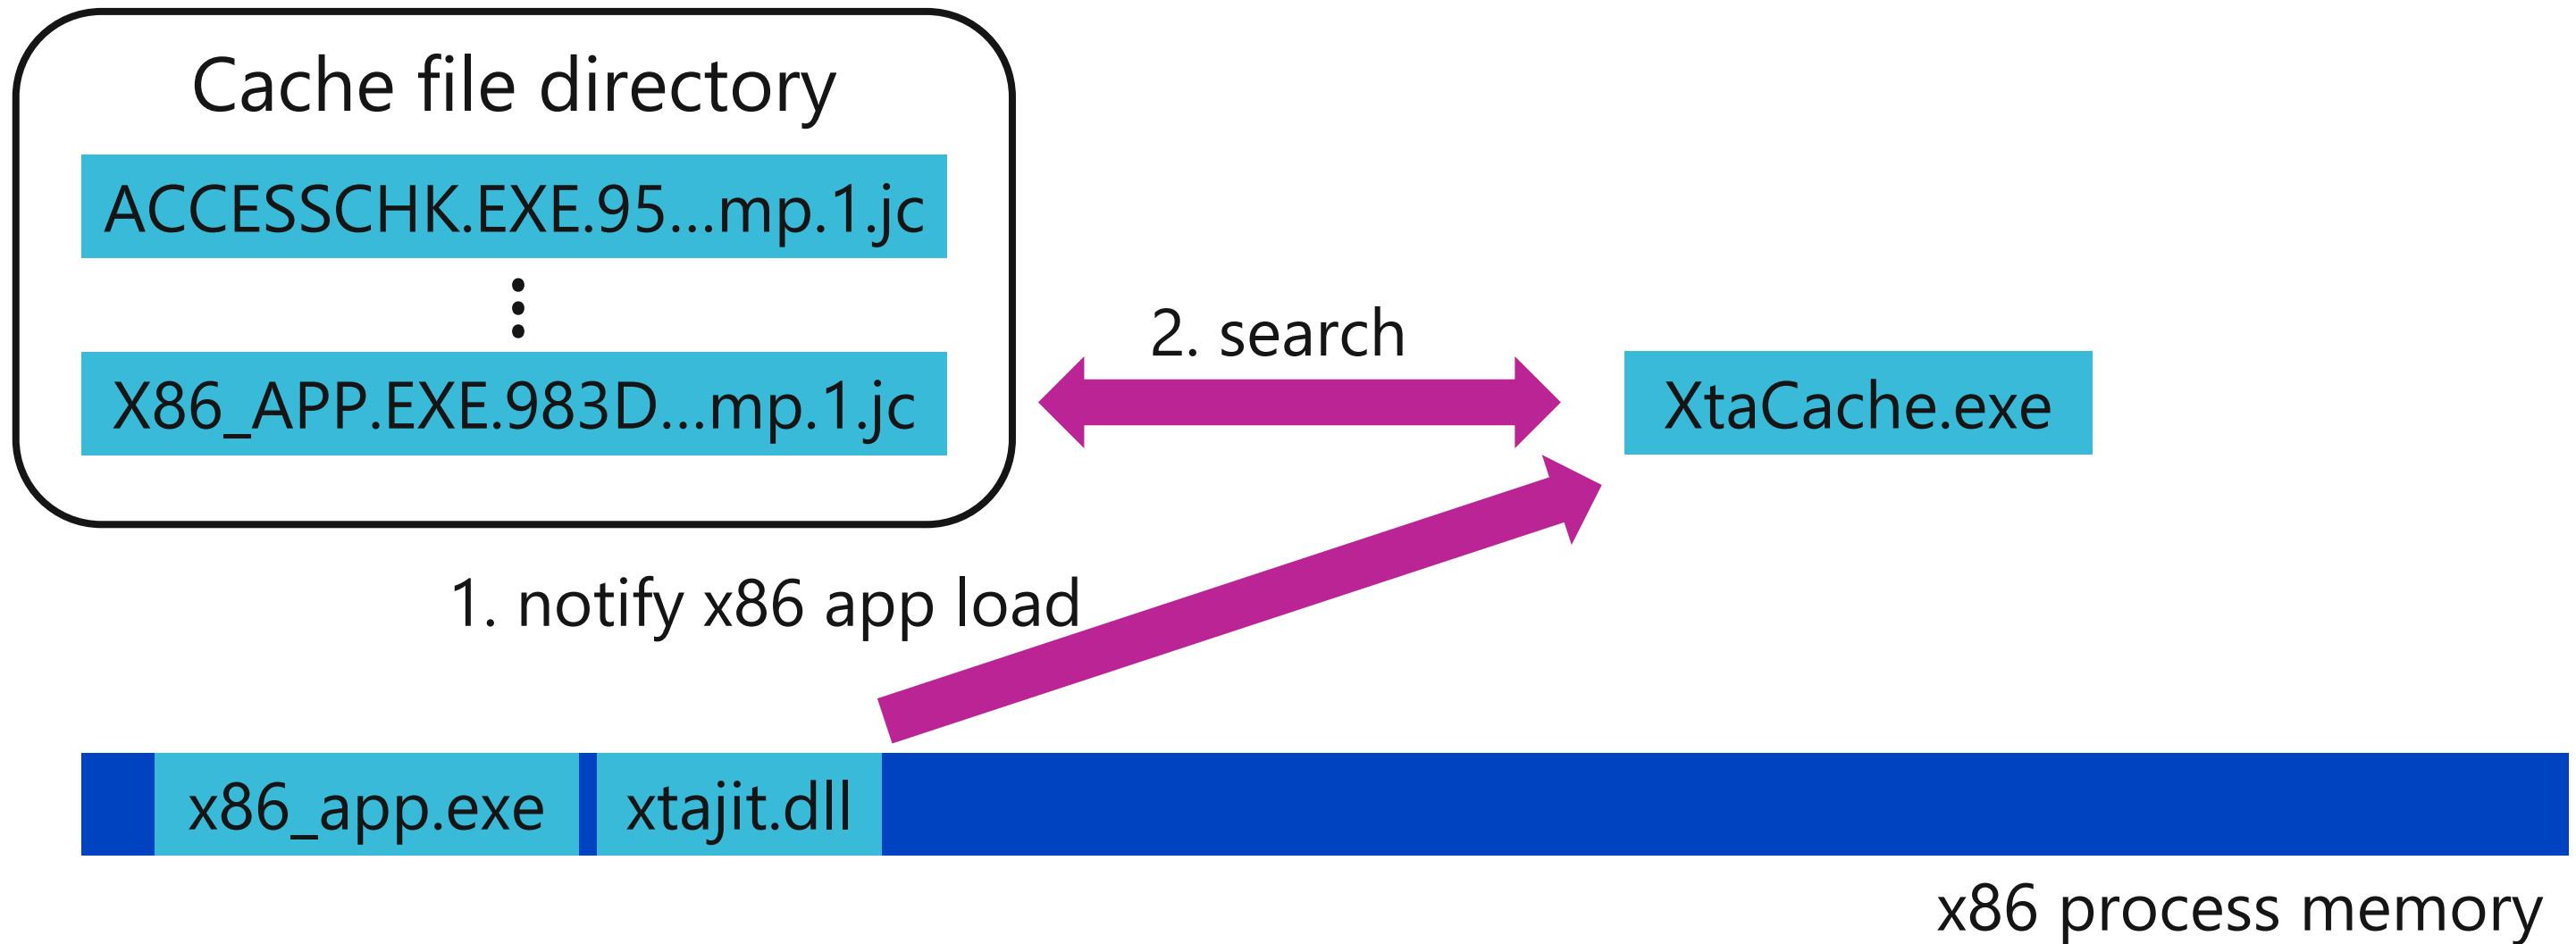 Cache file directory
ACCESSCHK.EXE.95...mp.1.jc
X86_APP.EXE.983D...mp.1.jc
2. search
XtaCache.exe
1. notify x86 app load
x86_app.exe
xtajit.dll
x86 process memory